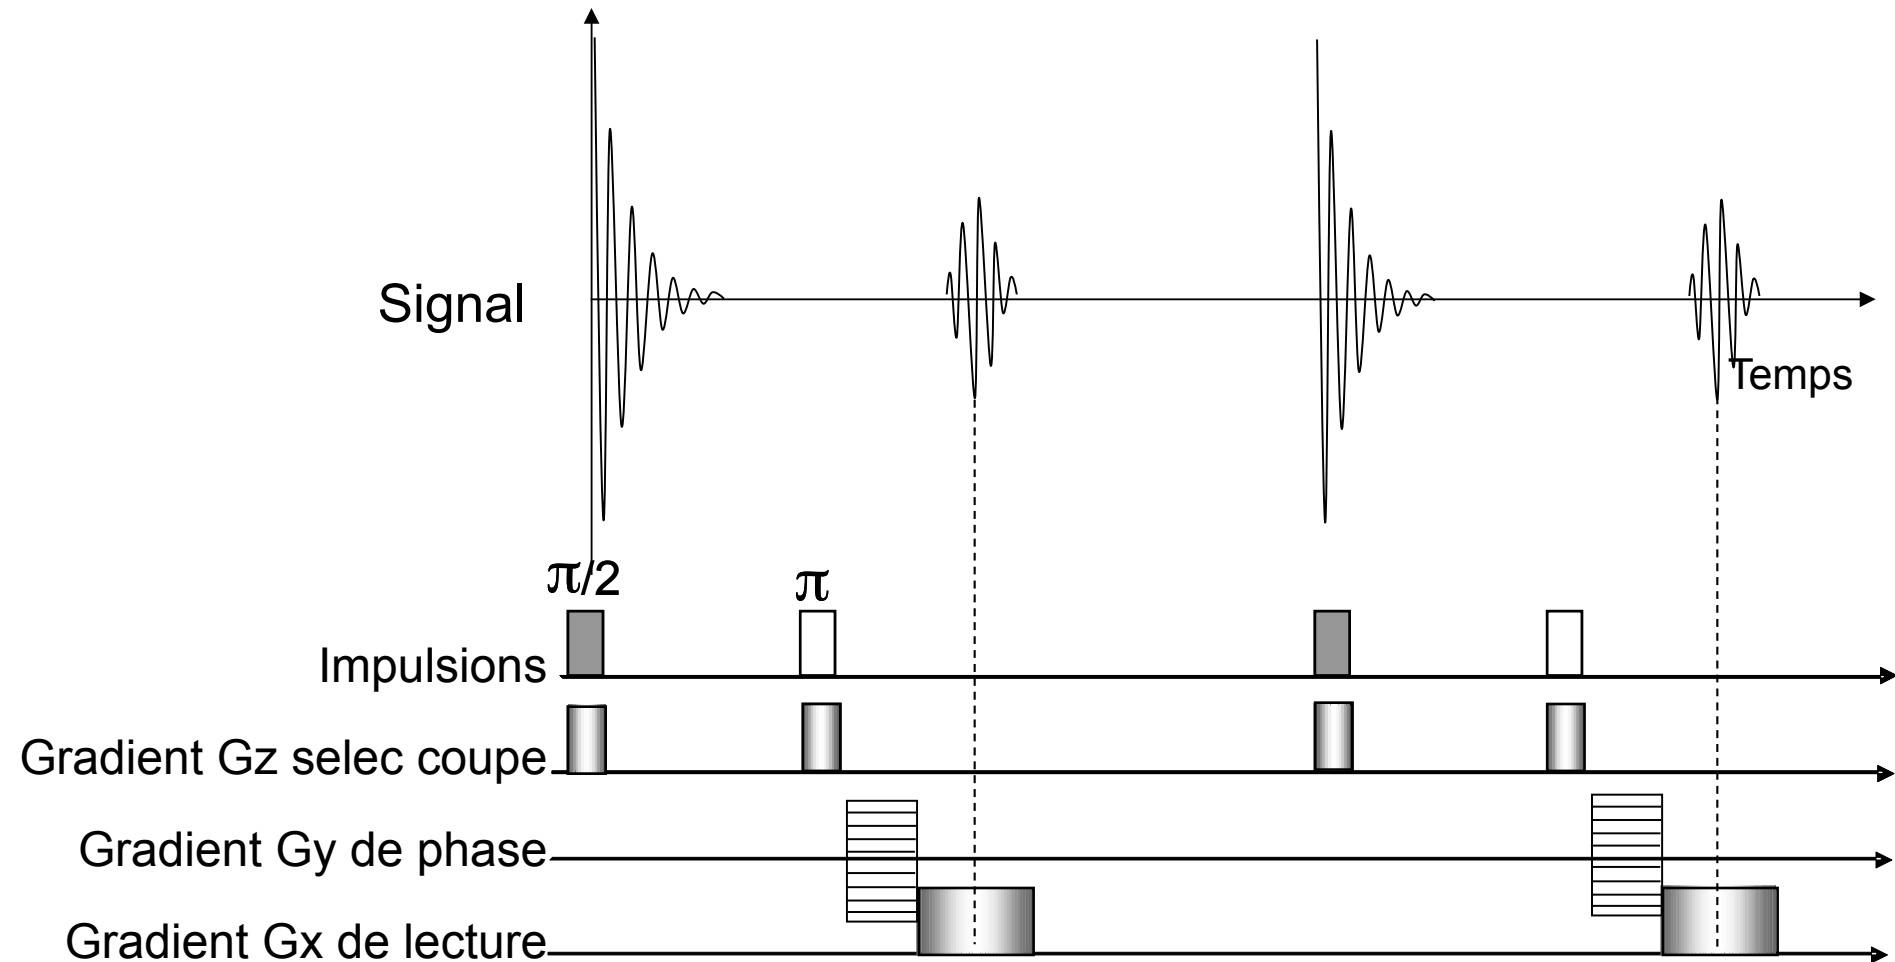 Signal
Temps
π/2
π
Impulsions
Gradient Gz selec coupe
Gradient Gy de phase
Gradient Gx de lecture